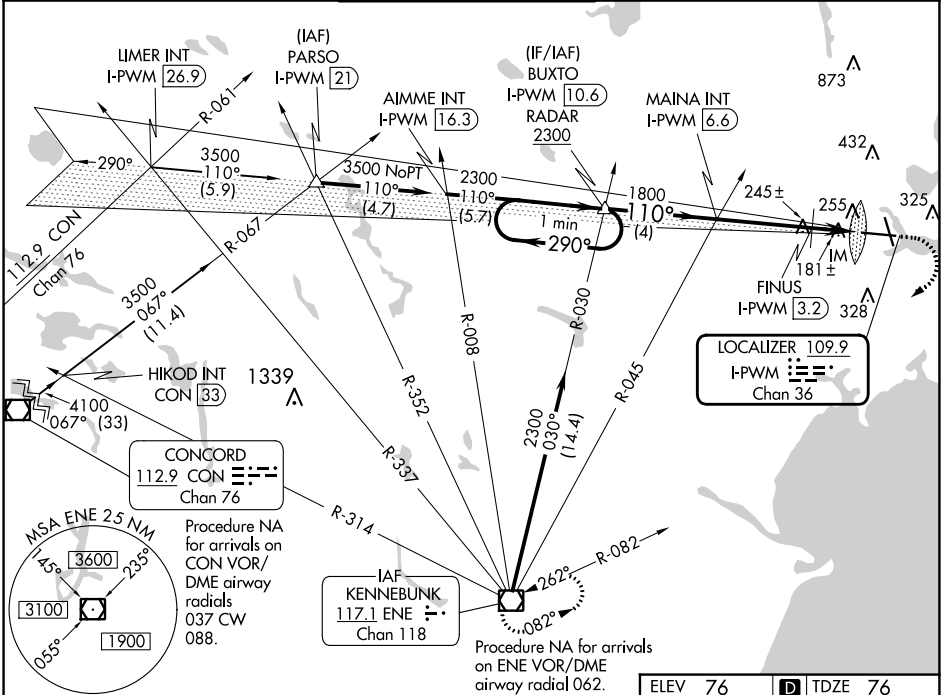 LIMER INT
I-PWM 26.9
(IAF)
PARSO
I-PWM 21
AIMME INT
I-PWM 16.3
(IF/IAF)
BUXTO
I-PWM 10.6
RADAR
2300
MAINA INT
I-PWM 6.6
873
432
325
R-061
290°
3500
110°
(5.9)
3500 NoPT
110°
(4.7)
2300
110°
(5.7)
1 min
290°
1800
110°
(4)
245±
255
IM
181±
FINUS
I-PWM 3.2
328
112.9 CON
Chan 76
R-067
3500
067°
(11.4)
R-008
R-030
R-045
R-352
R-337
LOCALIZER 109.9
I-PWM
Chan 36
HIKOD INT
CON 33
1339
4100
067° (33)
CONCORD
112.9 CON
Chan 76
2300
030°
(14.4)
R-314
R-082
262°
082°
MSA ENE 25 NM
145°
3600
235°
3100
055°
1900
Procedure NA
for arrivals on
CON VOR/
DME airway
radials
037 CW
088.
IAF
KENNEBUNK
117.1 ENE
Chan 118
Procedure NA for arrivals
on ENE VOR/DME
airway radial 062.
ELEV 76 D TDZE 76